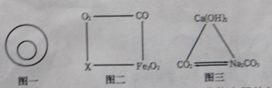 O₂ CO
X Fe₂O₃
Ca(OH)₂
CO₂ Na₂CO₃
图一 图二 图三